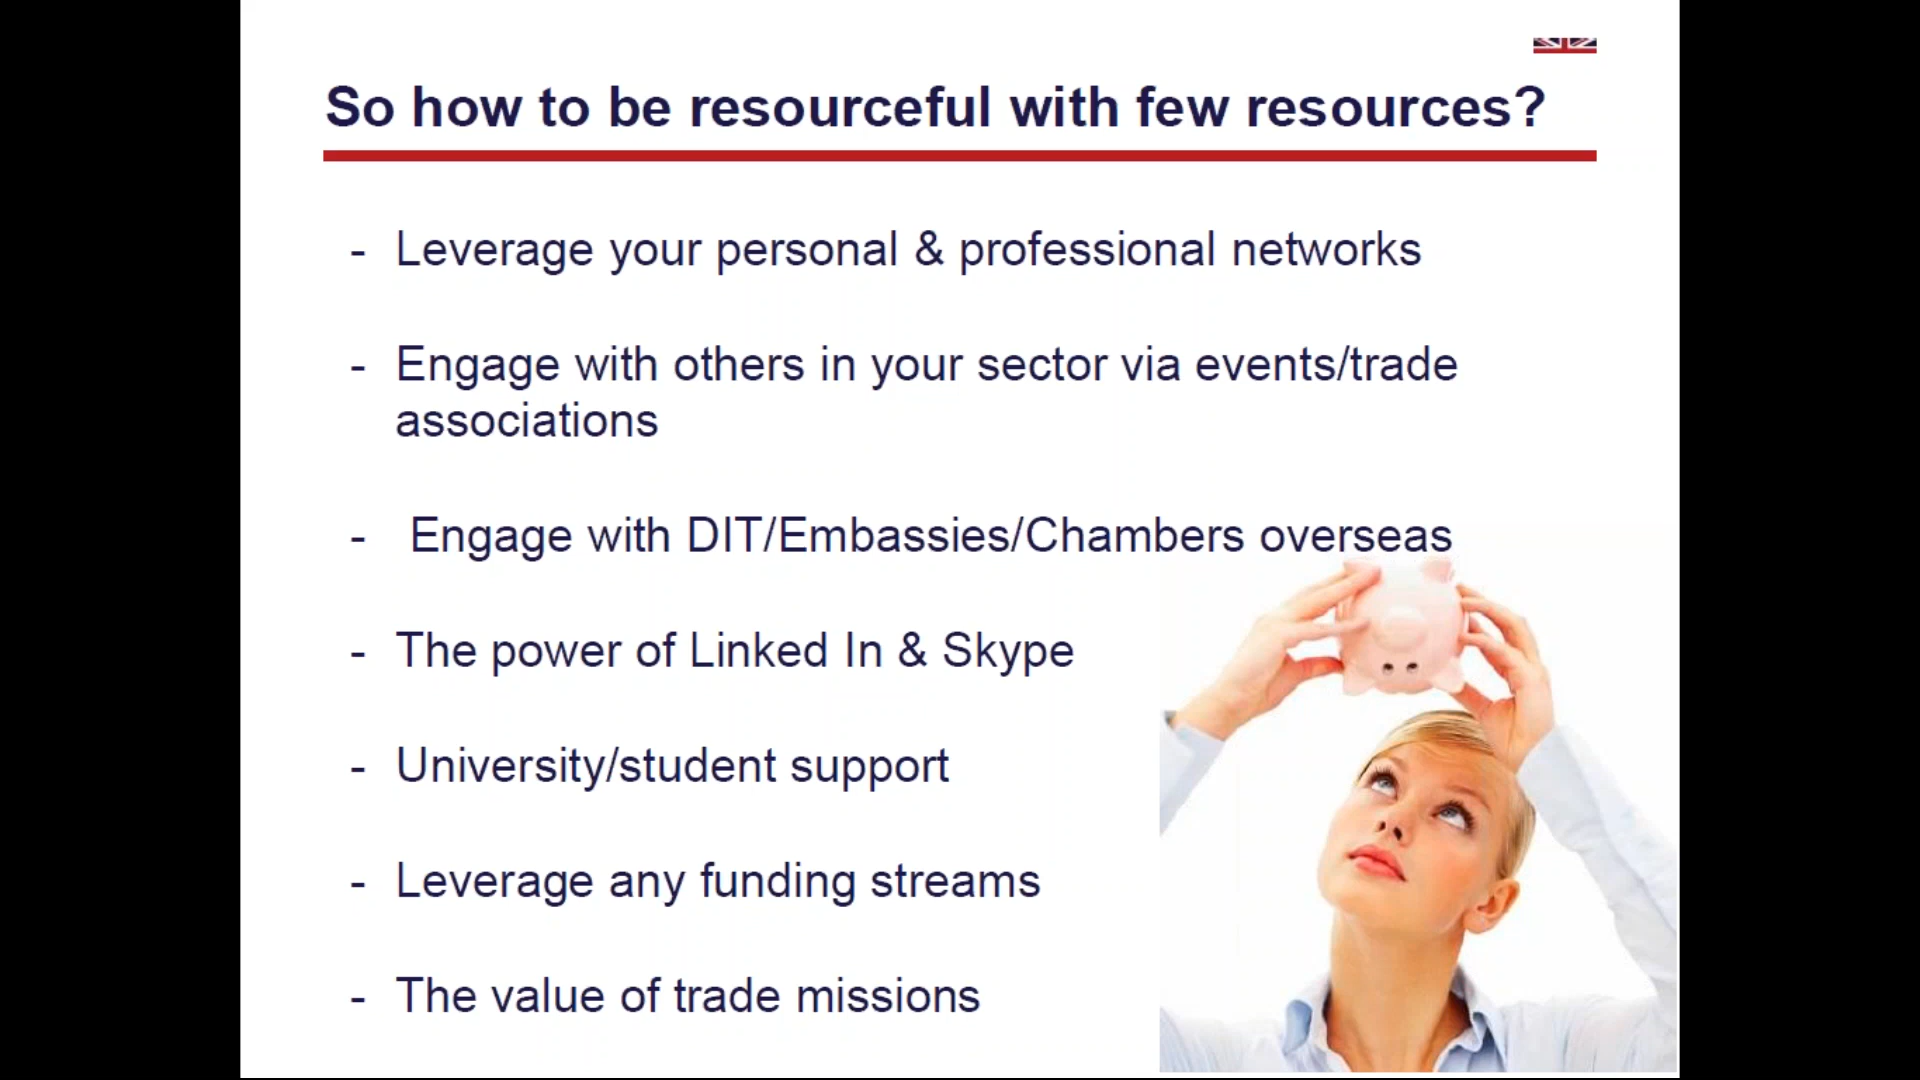 So how to be resourceful with few resources?
- Leverage your personal & professional networks
- Engage with others in your sector via events/trade
associations
- Engage with DIT/Embassies/Chambers overseas
- The power of Linked In & Skype
- University/student support
- Leverage any funding streams
- The value of trade missions